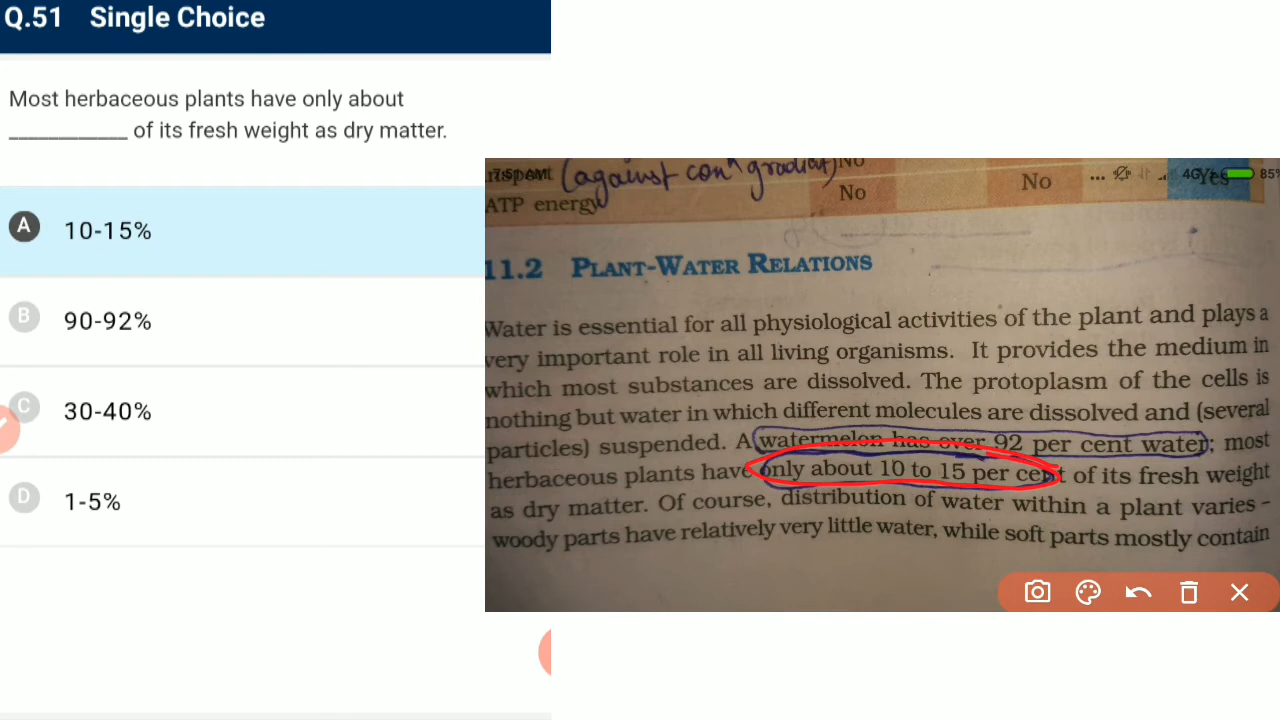 Q.51 Single Choice
Most herbaceous plants have only about
____________ of its fresh weight as dry matter.
A 10-15%
B 90-92%
C 30-40%
D 1-5%
(against conⁿ gradient) No
ATP energy No No Yes
7:51 AM ... 4G 85%
11.2 PLANT-WATER RELATIONS
Water is essential for all physiological activities of the plant and plays a
very important role in all living organisms. It provides the medium in
which most substances are dissolved. The protoplasm of the cells is
nothing but water in which different molecules are dissolved and (several
particles) suspended. A watermelon has over 92 per cent water; most
herbaceous plants have only about 10 to 15 per cent of its fresh weight
as dry matter. Of course, distribution of water within a plant varies –
woody parts have relatively very little water, while soft parts mostly contain